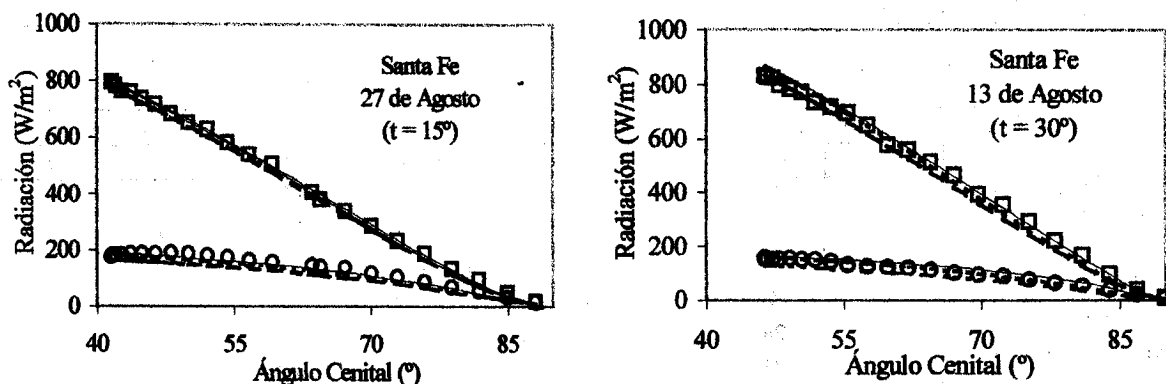 1000
800
600
400
200
0
Radiación (W/m²)
Santa Fe
27 de Agosto
(t = 15º)
40 55 70 85
Ángulo Cenital (º)
1000
800
600
400
200
0
Radiación (W/m²)
Santa Fe
13 de Agosto
(t = 30º)
40 55 70 85
Ángulo Cenital (º)